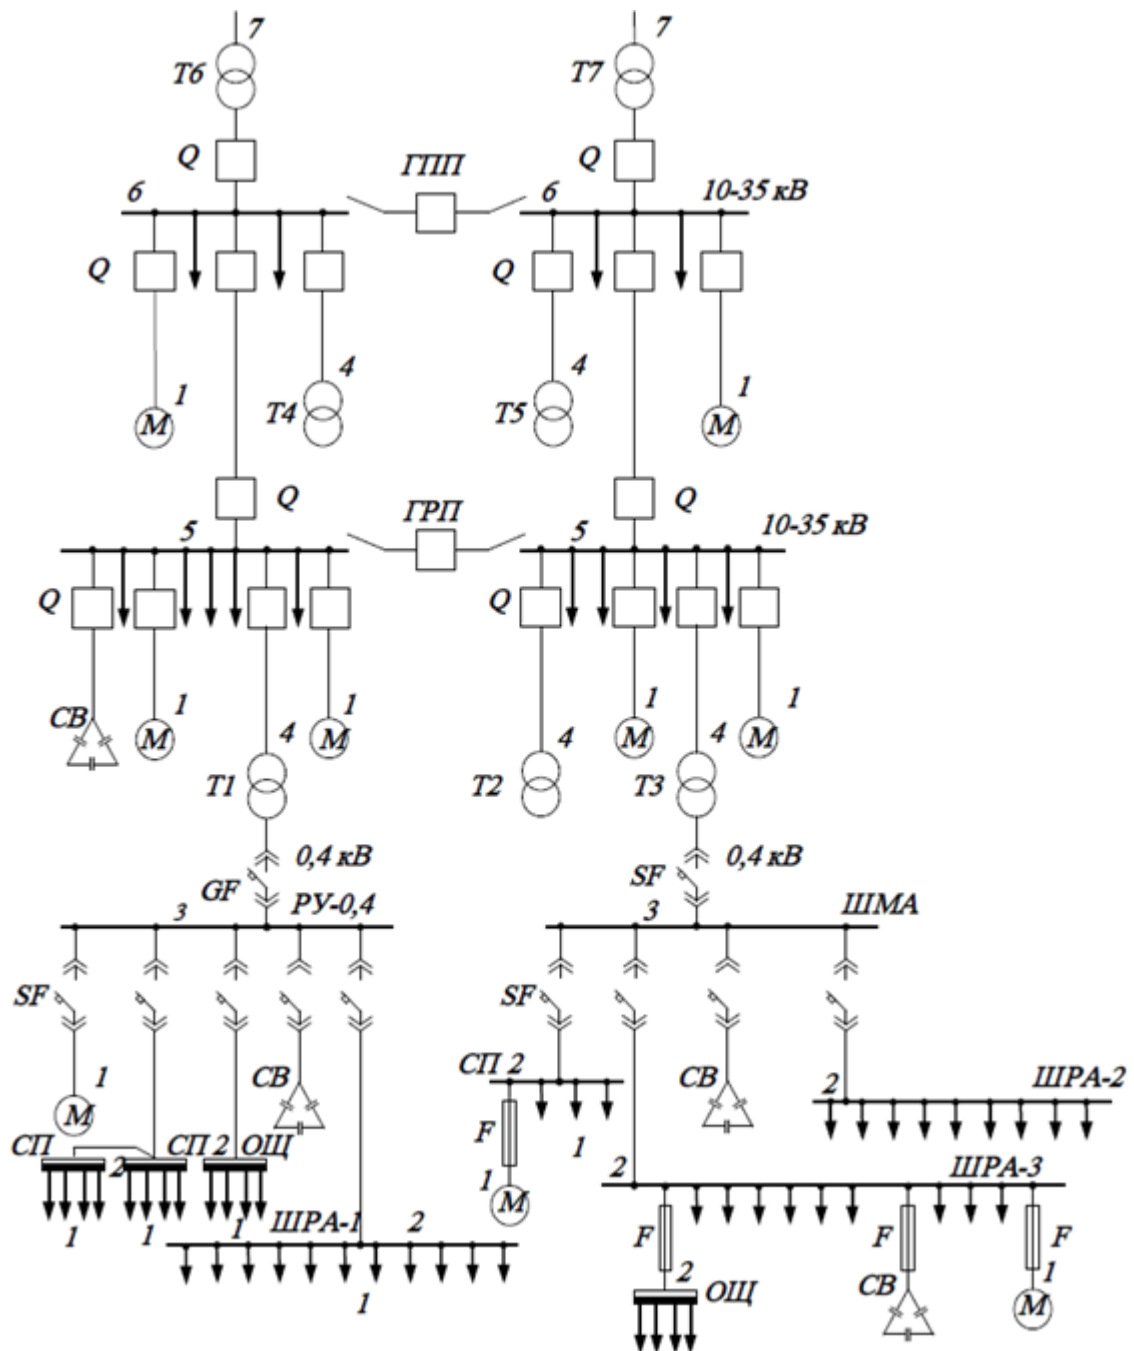 7 7
Т6 Т7
Q ГПП Q
6 6 10-35 кВ
Q Q
4 4
1 Т4 Т5 1
М М
Q ГРП Q
5 5 10-35 кВ
Q Q
СВ 1 1 1 1
М М М М
4 4 4
Т1 Т2 Т3
0,4 кВ 0,4 кВ
GF SF
3 РУ-0,4 3 ШМА
SF SF
1 СВ СП 2 СВ 2 ШРА-2
М
F 1
СП 2 СП 2 ОЩ
1 М 2 ШРА-3
1 1 1 ШРА-1 2
F F F
2 СВ 1
1 ОЩ М